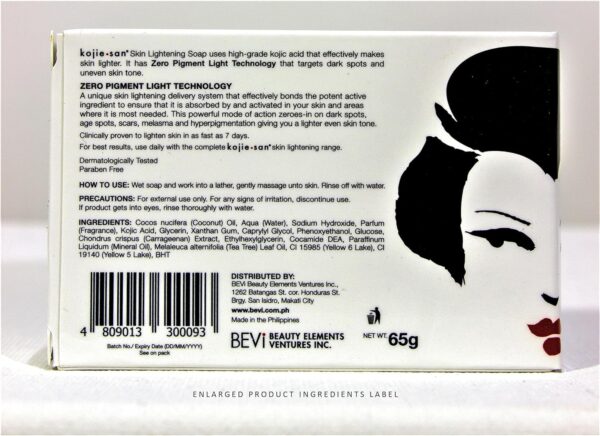 kojie•san® Skin Lightening Soap uses high-grade kojic acid that effectively makes
skin lighter. It has Zero Pigment Light Technology that targets dark spots and
uneven skin tone.
ZERO PIGMENT LIGHT TECHNOLOGY
A unique skin lightening delivery system that effectively bonds the potent active
ingredient to ensure that it is absorbed by and activated in your skin and areas
where it is most needed. This powerful mode of action zeroes-in on dark spots,
age spots, scars, melasma and hyperpigmentation giving you a lighter even skin tone.
Clinically proven to lighten skin in as fast as 7 days.
For best results, use daily with the complete kojie•san® skin lightening range.
Dermatologically Tested
Paraben Free
HOW TO USE: Wet soap and work into a lather, gently massage unto skin. Rinse off with water.
PRECAUTIONS: For external use only. For any signs of irritation, discontinue use.
If product gets into eyes, rinse thoroughly with water.
INGREDIENTS: Cocos nucifera (Coconut) Oil, Aqua (Water), Sodium Hydroxide, Parfum
(Fragrance), Kojic Acid, Glycerin, Xanthan Gum, Caprylyl Glycol, Phenoxyethanol, Glucose,
Chondrus crispus (Carrageenan) Extract, Ethylhexylglycerin, Cocamide DEA, Paraffinum
Liquidum (Mineral Oil), Melaleuca alternifolia (Tea Tree) Leaf Oil, CI 15985 (Yellow 6 Lake), CI
19140 (Yellow 5 Lake), BHT
4 809013 300093
Batch No./ Expiry Date (DD/MM/YYYY)
See on pack
DISTRIBUTED BY:
BEVi Beauty Elements Ventures Inc.,
1262 Batangas St. cor. Honduras St.
Brgy. San Isidro, Makati City
www.bevi.com.ph
Made in the Philippines
BEVi BEAUTY ELEMENTS
VENTURES INC.
NET WT. 65g
ENLARGED PRODUCT INGREDIENTS LABEL